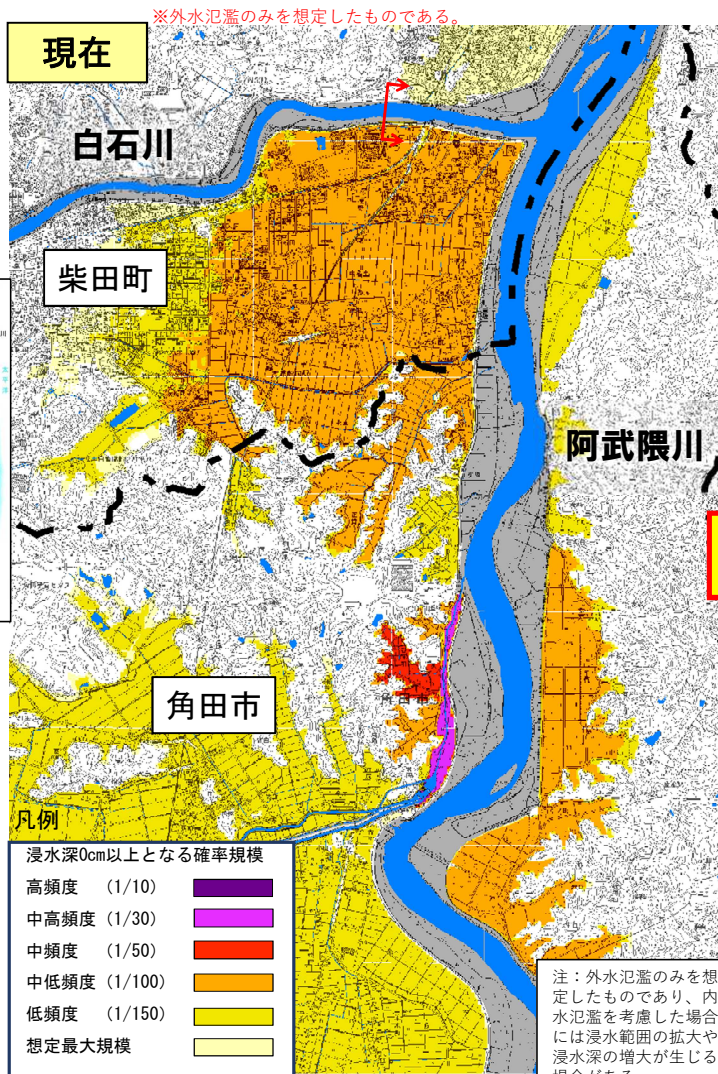 ※外水氾濫のみを想定したものである。
現在
白石川
柴田町
阿武隈川
角田市
凡例
浸水深0cm以上となる確率規模
高頻度 （1/10）
中高頻度（1/30）
中頻度 （1/50）
中低頻度（1/100）
低頻度 （1/150）
想定最大規模
注：外水氾濫のみを想
定したものであり、内
水氾濫を考慮した場合
には浸水範囲の拡大や
浸水深の増大が生じる
場合がある